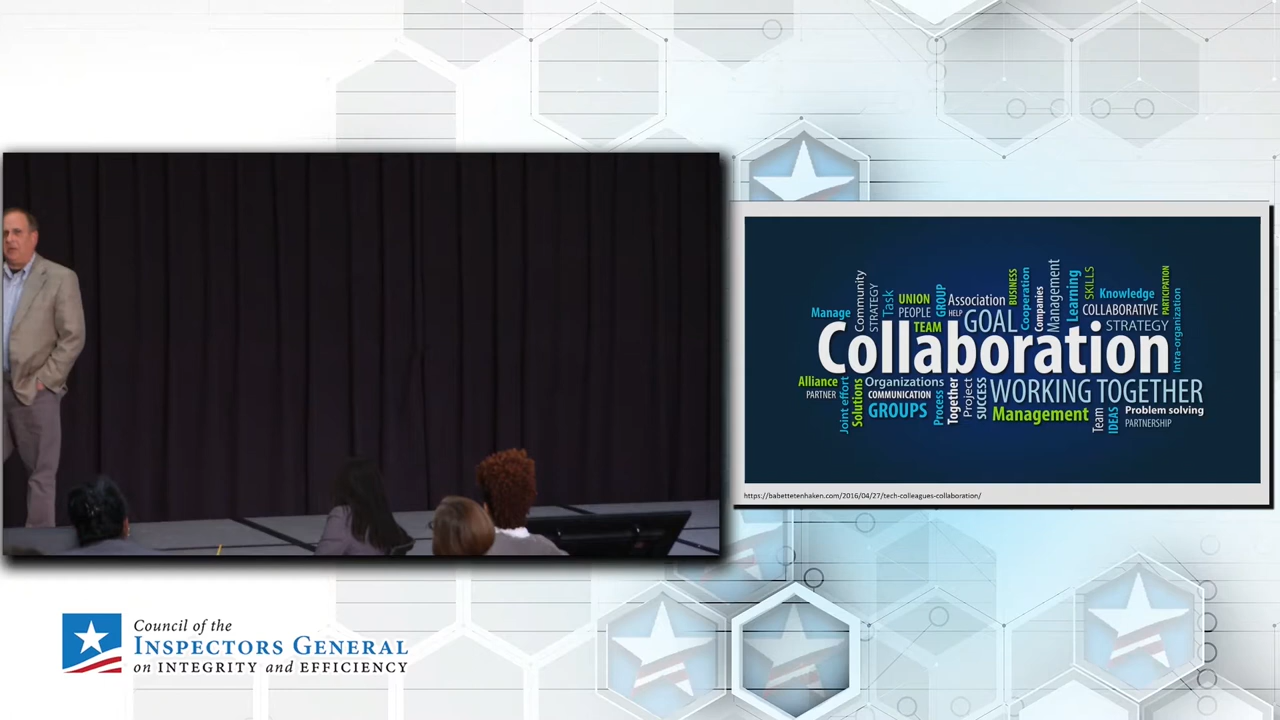 Community
STRATEGY
Task
UNION
GROUP
Association
BUSINESS
Cooperation
Companies
Management
Learning
SKILLS
Knowledge
PARTICIPATION
Intra-organization
Manage
PEOPLE
HELP
GOAL
COLLABORATIVE
TEAM
STRATEGY
Collaboration
Alliance
PARTNER
Joint effort
Solutions
Organizations
COMMUNICATION
GROUPS
Process
Together
Project
SUCCESS
WORKING TOGETHER
Management
Team
IDEAS
Problem solving
PARTNERSHIP
https://babettetenhaken.com/2016/04/27/tech-colleagues-collaboration/
Council of the
INSPECTORS GENERAL
on INTEGRITY and EFFICIENCY